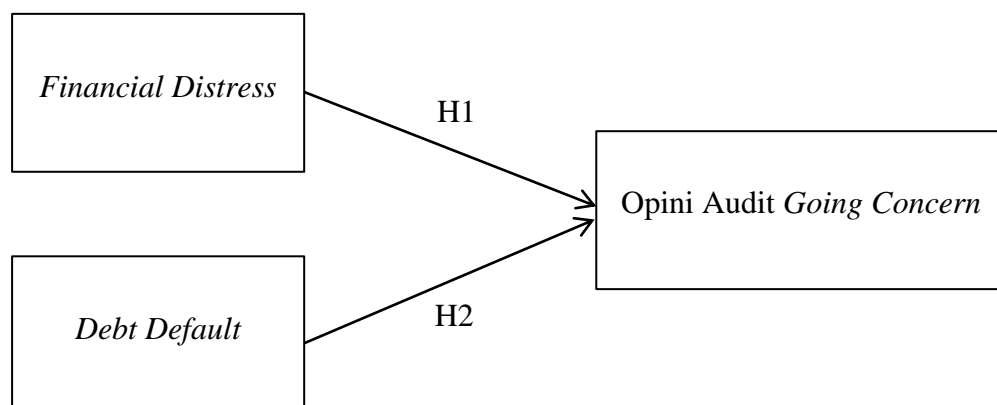 Financial Distress
H1
Opini Audit Going Concern
H2
Debt Default